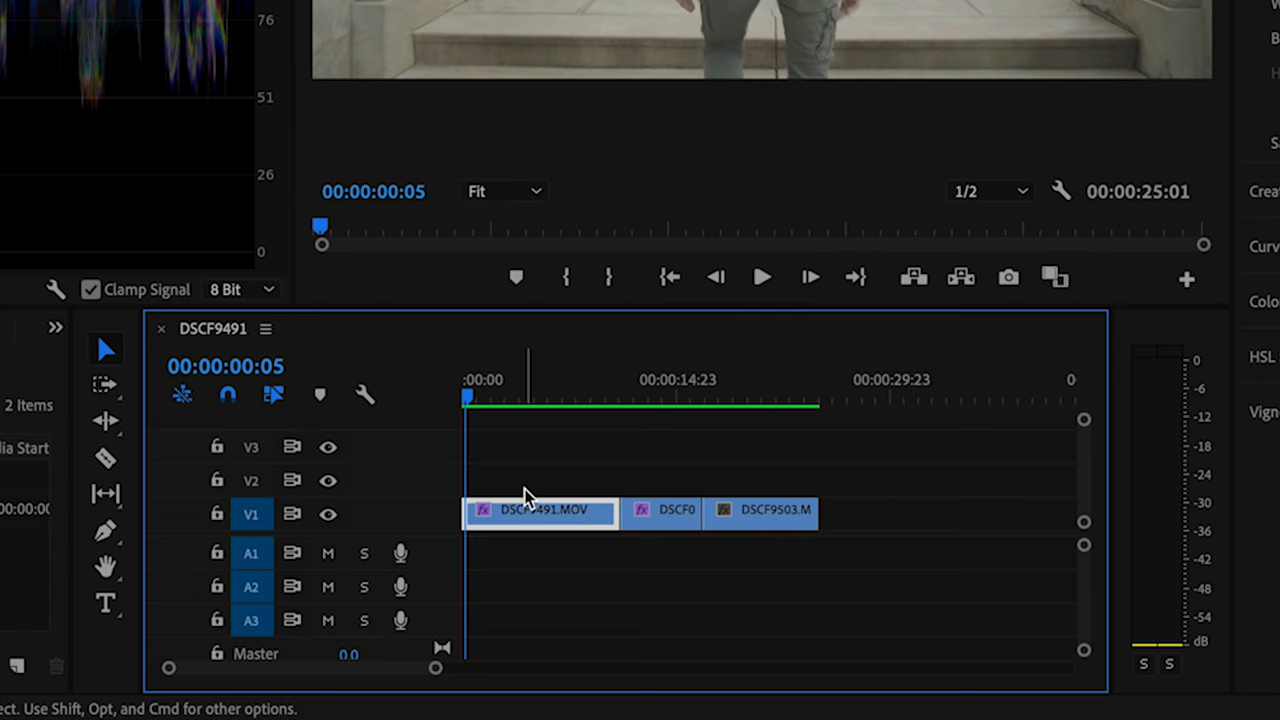 76
51
26
0
Clamp Signal 8 Bit
00:00:00:05 Fit 1/2 00:00:25:01
2 Items
dia Start
DSCF9491
00:00:00:05
:00:00 00:00:14:23 00:00:29:23 0
V3
V2
V1 fx DSCF9491.MOV fx DSCF0 fx DSCF9503.M
A1 M S
A2 M S
A3 M S
Master 0.0
T
0
-6
-12
-18
-24
-30
-36
-42
-48
-54
dB
S S
Crea
Curv
Colo
HSL
Vign
ect. Use Shift, Opt, and Cmd for other options.